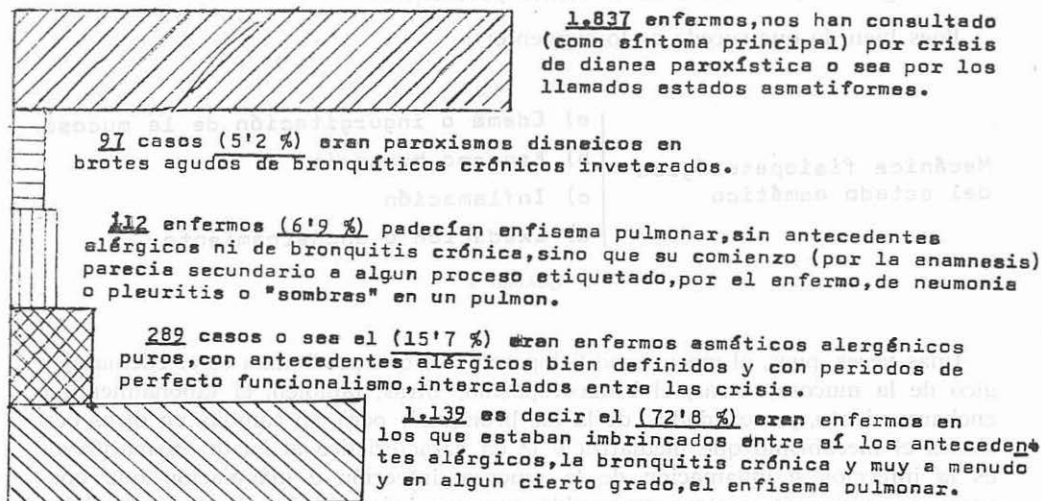 1.837 enfermos,nos han consultado
(como síntoma principal) por crisis
de disnea paroxística o sea por los
llamados estados asmatiformes.
97 casos (5'2 %) eran paroxismos disneicos en
brotes agudos de bronquíticos crónicos inveterados.
112 enfermos (6'9 %) padecían enfisema pulmonar,sin antecedentes
alérgicos ni de bronquitis crónica,sino que su comienzo (por la anamnesis)
parecia secundario a algun proceso etiquetado,por el enfermo,de neumonia
o pleuritis o "sombras" en un pulmon.
289 casos o sea el (15'7 %) eran enfermos asmáticos alergénicos
puros,con antecedentes alérgicos bien definidos y con periodos de
perfecto funcionalismo,intercalados entre las crisis.
1.139 es decir el (72'8 %) eran enfermos en
los que estaban imbrincados entre sí los anteceden
tes alérgicos,la bronquitis crónica y muy a menudo
y en algun cierto grado,al enfisema pulmonar.